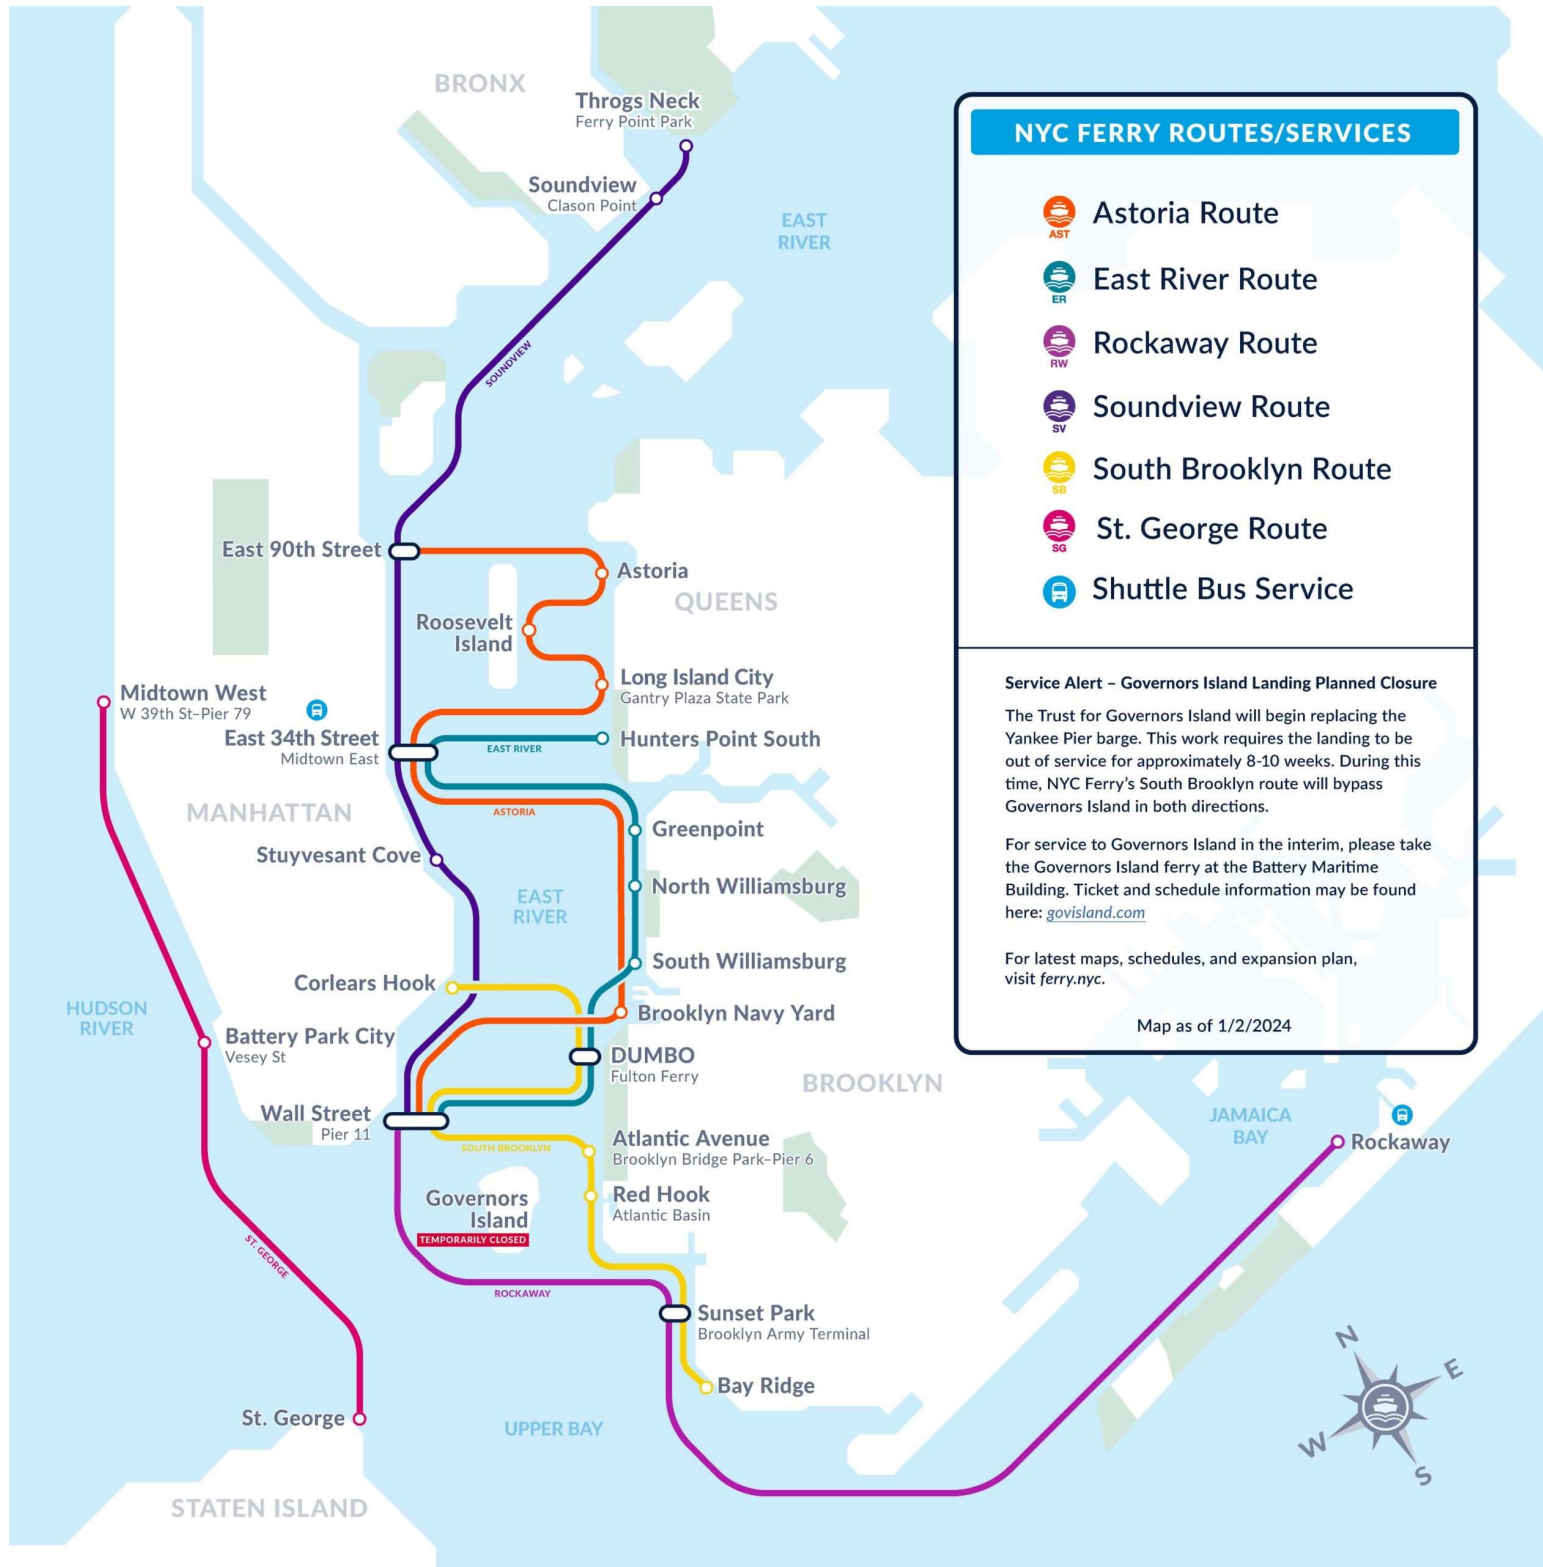 BRONX
Throgs Neck
Ferry Point Park
Soundview
Clason Point
EAST
RIVER
SOUNDVIEW
East 90th Street
Astoria
QUEENS
Roosevelt
Island
Long Island City
Gantry Plaza State Park
Midtown West
W 39th St–Pier 79
East 34th Street
Midtown East
EAST RIVER
Hunters Point South
MANHATTAN
ASTORIA
Greenpoint
Stuyvesant Cove
North Williamsburg
EAST
RIVER
South Williamsburg
Corlears Hook
HUDSON
RIVER
Brooklyn Navy Yard
Battery Park City
Vesey St
DUMBO
Fulton Ferry
BROOKLYN
Wall Street
Pier 11
SOUTH BROOKLYN
Atlantic Avenue
Brooklyn Bridge Park–Pier 6
Governors
Island
TEMPORARILY CLOSED
Red Hook
Atlantic Basin
ST. GEORGE
ROCKAWAY
Sunset Park
Brooklyn Army Terminal
Bay Ridge
St. George
UPPER BAY
STATEN ISLAND
JAMAICA
BAY
Rockaway
N
E
W
S
NYC FERRY ROUTES/SERVICES
AST Astoria Route
ER East River Route
RW Rockaway Route
SV Soundview Route
SB South Brooklyn Route
SG St. George Route
Shuttle Bus Service
Service Alert – Governors Island Landing Planned Closure
The Trust for Governors Island will begin replacing the
Yankee Pier barge. This work requires the landing to be
out of service for approximately 8-10 weeks. During this
time, NYC Ferry's South Brooklyn route will bypass
Governors Island in both directions.
For service to Governors Island in the interim, please take
the Governors Island ferry at the Battery Maritime
Building. Ticket and schedule information may be found
here: govisland.com
For latest maps, schedules, and expansion plan,
visit ferry.nyc.
Map as of 1/2/2024